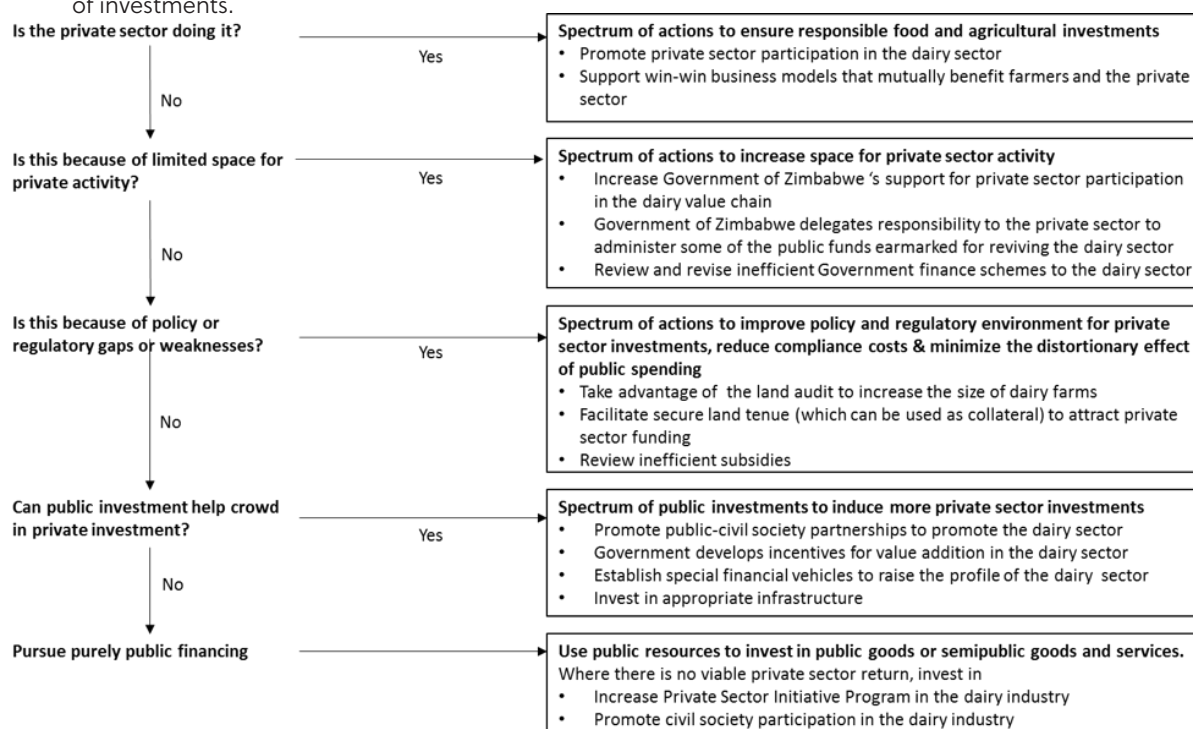 of investments.
Is the private sector doing it?
Yes
Spectrum of actions to ensure responsible food and agricultural investments
• Promote private sector participation in the dairy sector
• Support win-win business models that mutually benefit farmers and the private
sector
No
Is this because of limited space for
private activity?
Yes
Spectrum of actions to increase space for private sector activity
• Increase Government of Zimbabwe ‘s support for private sector participation
in the dairy value chain
• Government of Zimbabwe delegates responsibility to the private sector to
administer some of the public funds earmarked for reviving the dairy sector
• Review and revise inefficient Government finance schemes to the dairy sector
No
Is this because of policy or
regulatory gaps or weaknesses?
Yes
Spectrum of actions to improve policy and regulatory environment for private
sector investments, reduce compliance costs & minimize the distortionary effect
of public spending
• Take advantage of the land audit to increase the size of dairy farms
• Facilitate secure land tenue (which can be used as collateral) to attract private
sector funding
• Review inefficient subsidies
No
Can public investment help crowd
in private investment?
Yes
Spectrum of public investments to induce more private sector investments
• Promote public-civil society partnerships to promote the dairy sector
• Government develops incentives for value addition in the dairy sector
• Establish special financial vehicles to raise the profile of the dairy sector
• Invest in appropriate infrastructure
No
Pursue purely public financing
Use public resources to invest in public goods or semipublic goods and services.
Where there is no viable private sector return, invest in
• Increase Private Sector Initiative Program in the dairy industry
• Promote civil society participation in the dairy industry